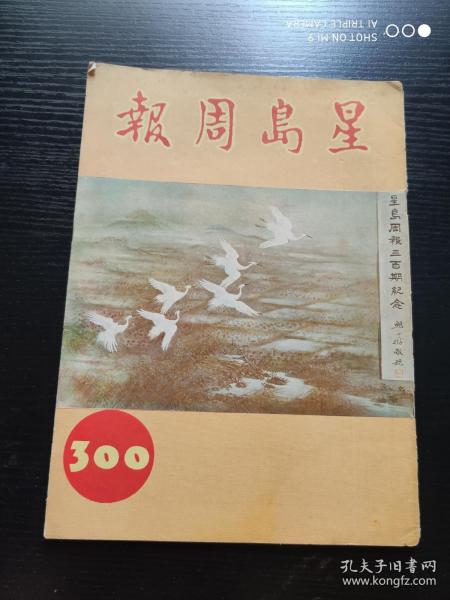 SHOT ON MI 9
AI TRIPLE CAMERA
星島周報
星島周報三百期紀念
300
孔夫子旧书网
www.kongfz.com